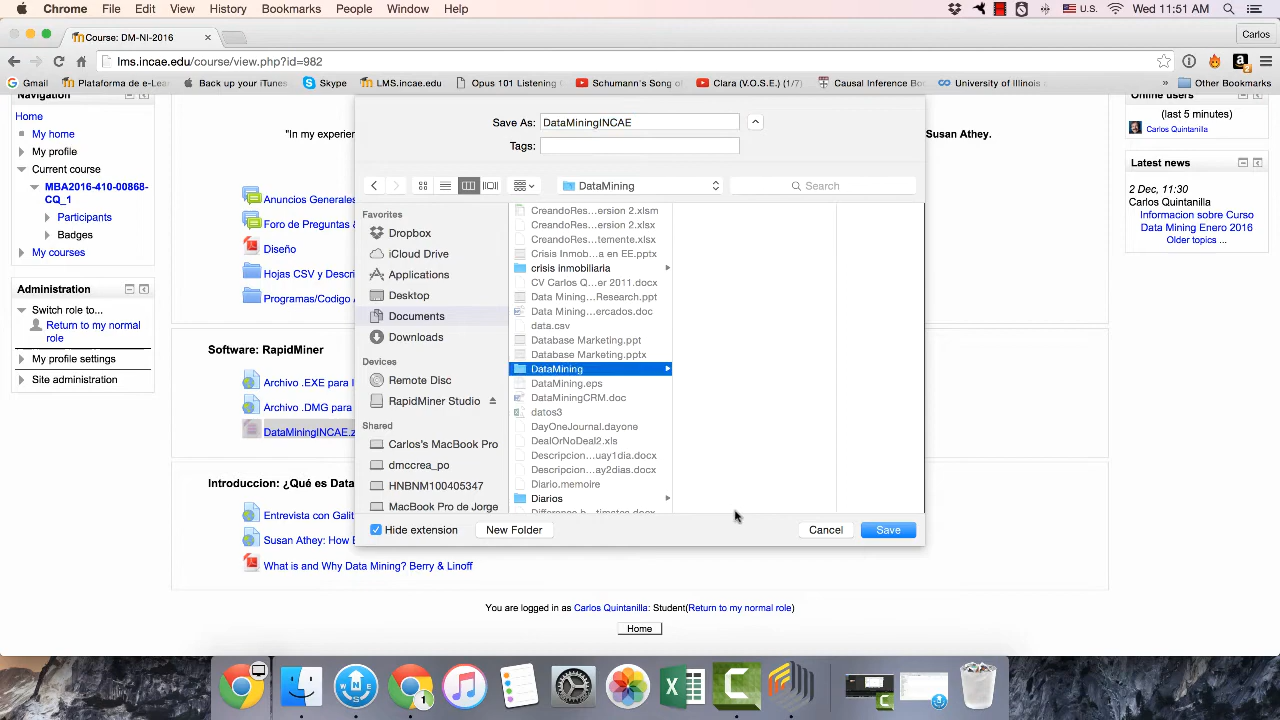 Chrome File Edit View History Bookmarks People Window Help U.S. Wed 11:51 AM
Course: DM-NI-2016 Carlos
lms.incae.edu/course/view.php?id=982
Gmail Plataforma de e-learn Back up your iTunes Skype LMS.incae.edu Opus 101 Listening Schumann's Song of Clara (V.O.S.E.) (1/7) Causal Inference Boo University of Illinois » Other Bookmarks
Navigation
Home
My home
My profile
Current course
MBA2016-410-00868-
CQ_1
Participants
Badges
My courses
Administration
Switch role to...
Return to my normal
role
My profile settings
Site administration
"In my experien
Susan Athey.
Anuncios Generales
Foro de Preguntas &
Diseño
Hojas CSV y Descri
Programas/Codigo /
Software: RapidMiner
Archivo .EXE para I
Archivo .DMG para
DataMiningINCAE.z
Introduccion: ¿Qué es Data
Entrevista con Galit
Susan Athey: How B
What is and Why Data Mining? Berry & Linoff
Save As: DataMiningINCAE
Tags:
DataMining
Search
Favorites
Dropbox
iCloud Drive
Applications
Desktop
Documents
Downloads
Devices
Remote Disc
RapidMiner Studio
Shared
Carlos's MacBook Pro
dmccrea_po
HNBNM100405347
MacBook Pro de Jorge
CreandoRes...ersion 2.xlsm
CreandoRes...ersion 2.xlsx
CreandoRes...temente.xlsx
Crisis Inmob...a en EE.pptx
crisis inmobiliaria
CV Carlos Q...er 2011.docx
Data Mining...Research.ppt
Data Mining...ercados.doc
data.csv
Database Marketing.ppt
Database Marketing.pptx
DataMining
DataMining.eps
DataMiningCRM.doc
datos3
DayOneJournal.dayone
DealOrNoDeal2.xls
Descripcion...uay1dia.docx
Descripcion...ay2dias.docx
Diario.memoire
Diarios
Hide extension
New Folder
Cancel
Save
Online users
(last 5 minutes)
Carlos Quintanilla
Latest news
2 Dec, 11:30
Carlos Quintanilla
Informacion sobre Curso
Data Mining Enero 2016
Older topics ...
You are logged in as Carlos Quintanilla: Student(Return to my normal role)
Home
1